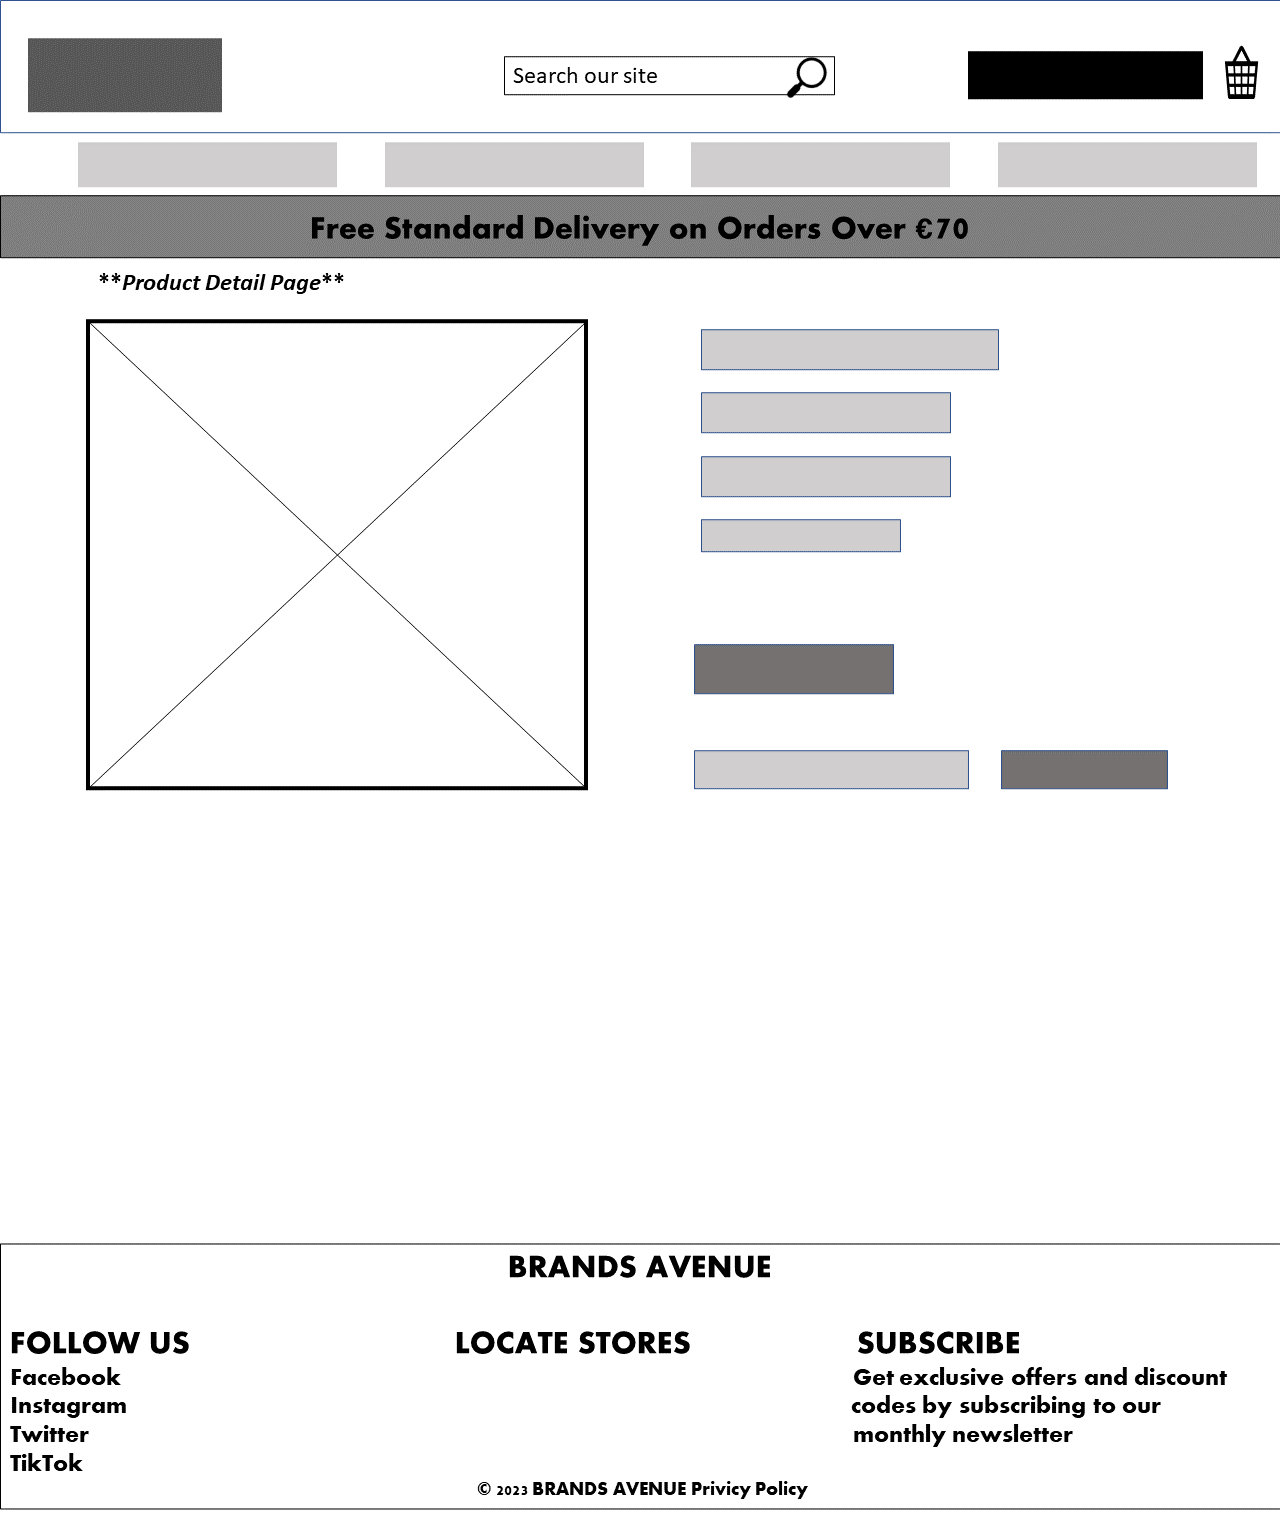 Search our site
Free Standard Delivery on Orders Over €70
**Product Detail Page**
BRANDS AVENUE
FOLLOW US
Facebook
Instagram
Twitter
TikTok
LOCATE STORES
SUBSCRIBE
Get exclusive offers and discount
codes by subscribing to our
monthly newsletter
© 2023 BRANDS AVENUE Privicy Policy